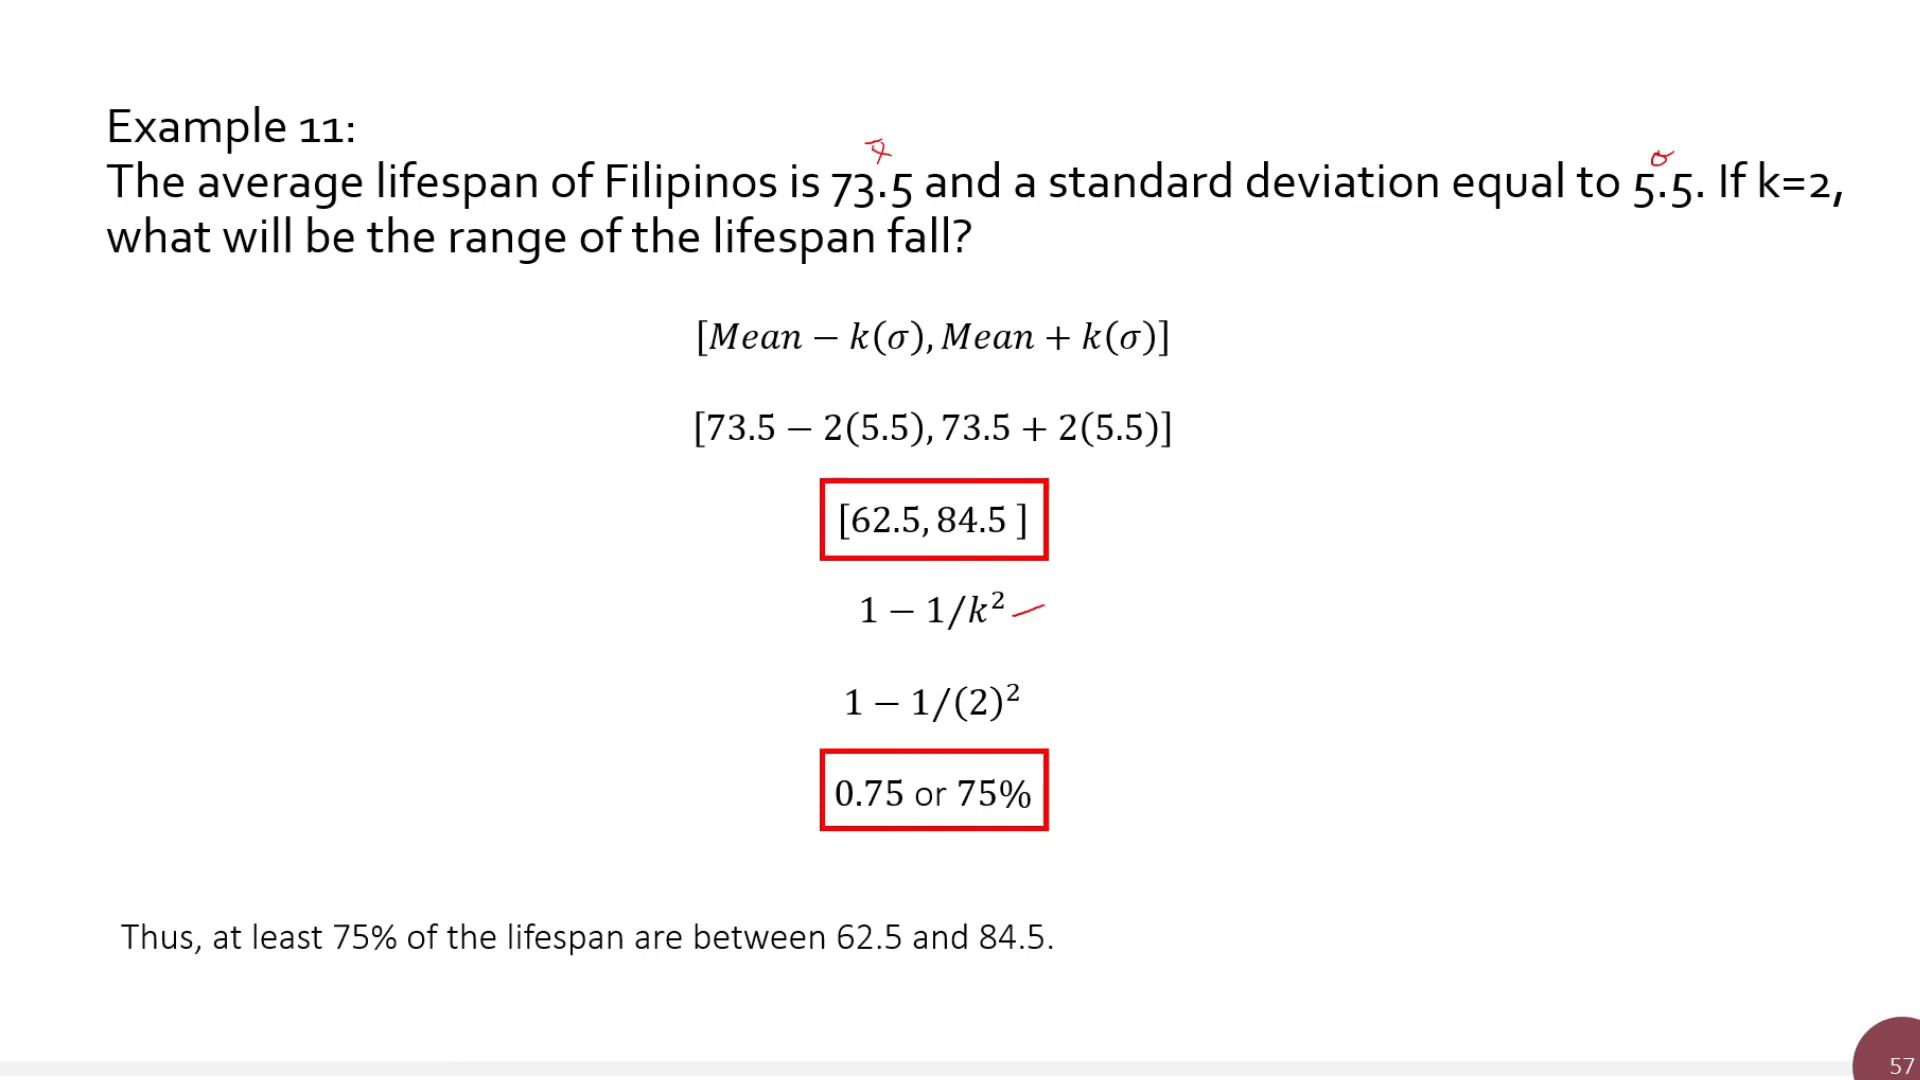 Example 11:
x̄
σ
The average lifespan of Filipinos is 73.5 and a standard deviation equal to 5.5. If k=2,
what will be the range of the lifespan fall?
[Mean − k(σ), Mean + k(σ)]
[73.5 − 2(5.5), 73.5 + 2(5.5)]
[62.5, 84.5 ]
1 − 1/k²
1 − 1/(2)²
0.75 or 75%
Thus, at least 75% of the lifespan are between 62.5 and 84.5.
57